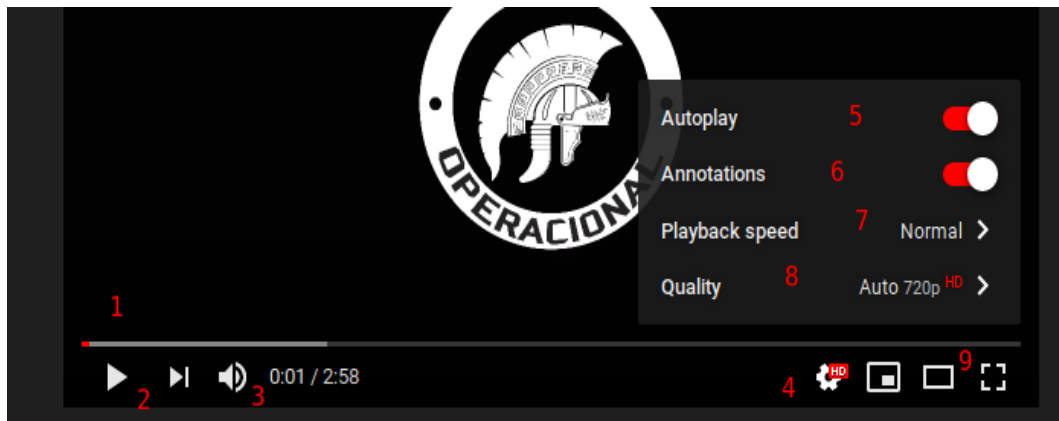 OPERACIONAL
Autoplay 5
Annotations 6
Playback speed 7 Normal
Quality 8 Auto 720p HD
1
2 3 0:01 / 2:58 4 HD 9